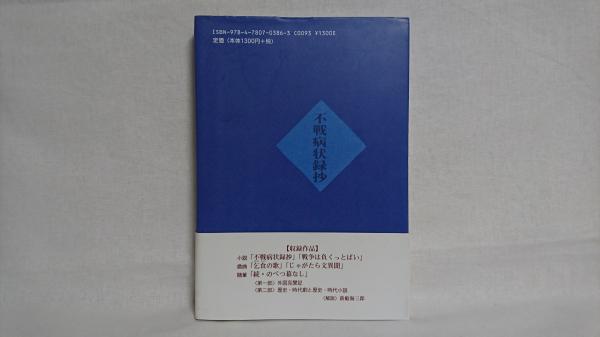 ISBN-978-4-7807-0386-3 C0093 ¥1300E
定価(本体1300円+税)
不戦病状録抄
【収録作品】
小説「不戦病状録抄」「戦争は負くっとばい」
戯曲「乞食の歌」「じゃがたら文異聞」
随筆「続・のべつ幕なし」
〈第一部〉外国見聞記
〈第二部〉歴史・時代劇と歴史・時代小説
〈解説〉